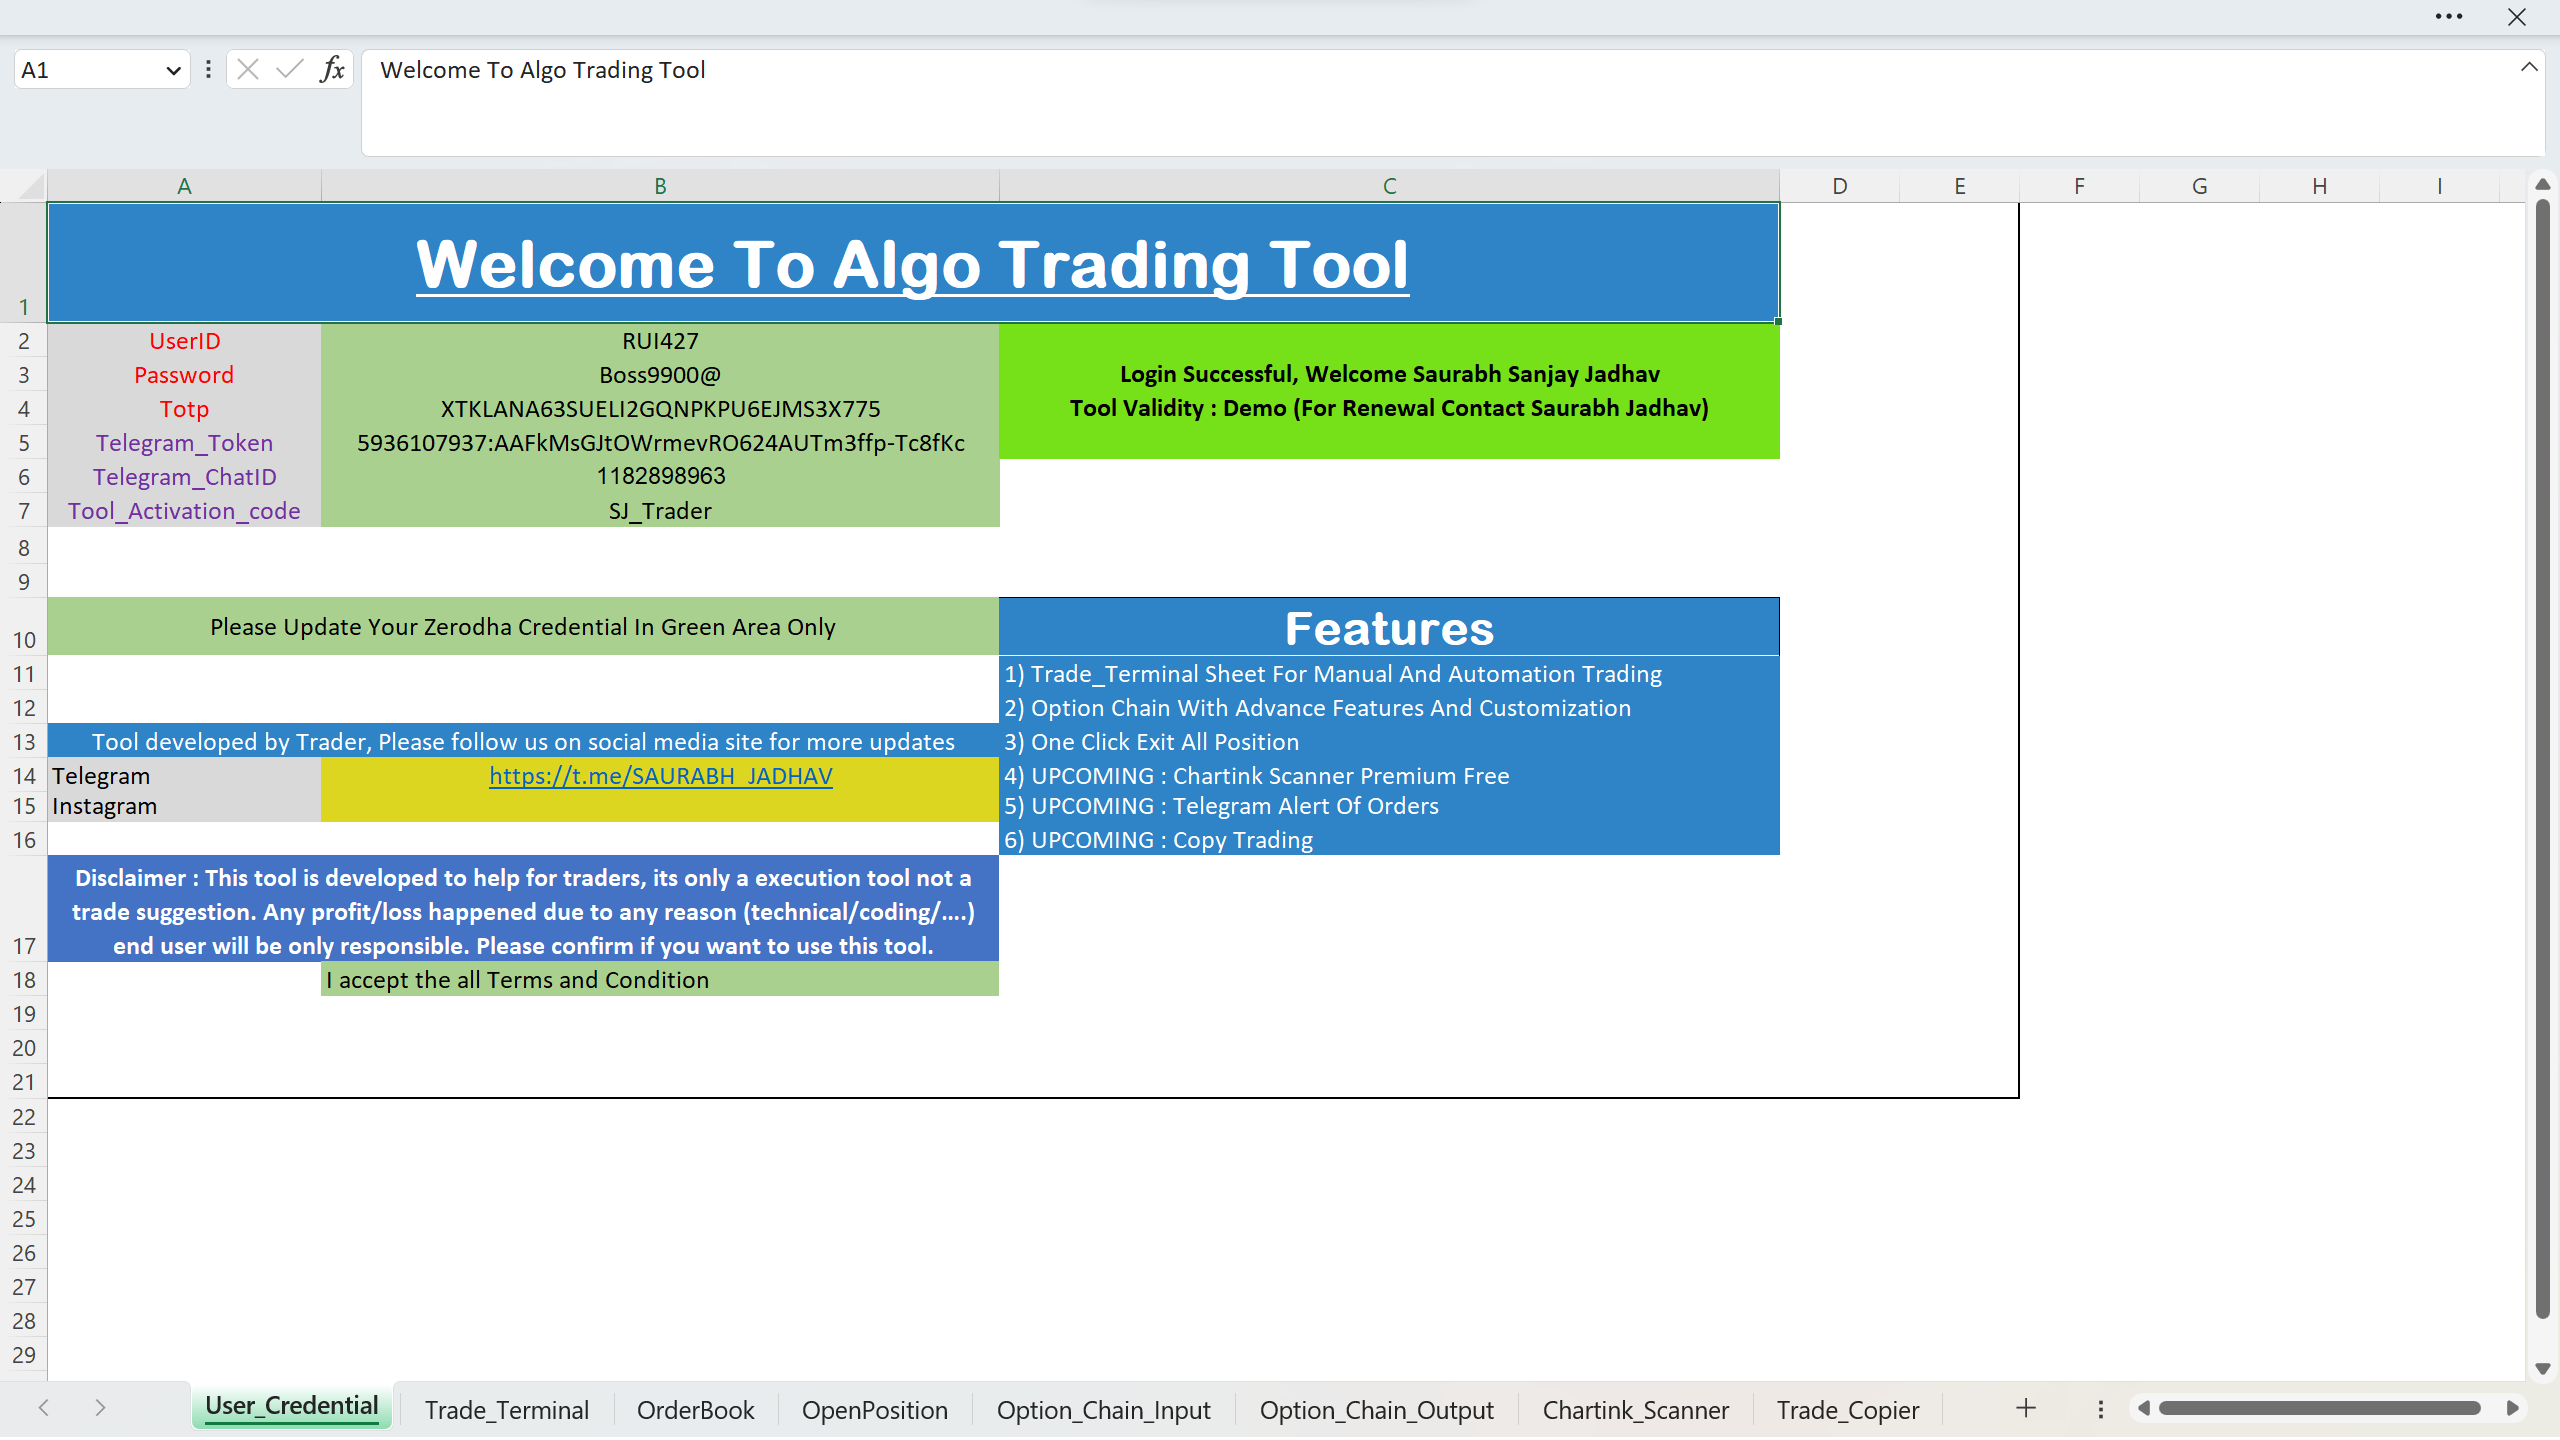 A1
fx
Welcome To Algo Trading Tool
A B C D E F G H I
1 Welcome To Algo Trading Tool
2 UserID RUI427
3 Password Boss9900@ Login Successful, Welcome Saurabh Sanjay Jadhav
4 Totp XTKLANA63SUELI2GQNPKPU6EJMS3X775 Tool Validity : Demo (For Renewal Contact Saurabh Jadhav)
5 Telegram_Token 5936107937:AAFkMsGJtOWrmevRO624AUTm3ffp-Tc8fKc
6 Telegram_ChatID 1182898963
7 Tool_Activation_code SJ_Trader
8
9
10 Please Update Your Zerodha Credential In Green Area Only Features
11 1) Trade_Terminal Sheet For Manual And Automation Trading
12 2) Option Chain With Advance Features And Customization
13 Tool developed by Trader, Please follow us on social media site for more updates 3) One Click Exit All Position
14 Telegram https://t.me/SAURABH_JADHAV 4) UPCOMING : Chartink Scanner Premium Free
15 Instagram 5) UPCOMING : Telegram Alert Of Orders
16 6) UPCOMING : Copy Trading
Disclaimer : This tool is developed to help for traders, its only a execution tool not a
trade suggestion. Any profit/loss happened due to any reason (technical/coding/....)
17 end user will be only responsible. Please confirm if you want to use this tool.
18 I accept the all Terms and Condition
19
20
21
22
23
24
25
26
27
28
29
User_Credential Trade_Terminal OrderBook OpenPosition Option_Chain_Input Option_Chain_Output Chartink_Scanner Trade_Copier